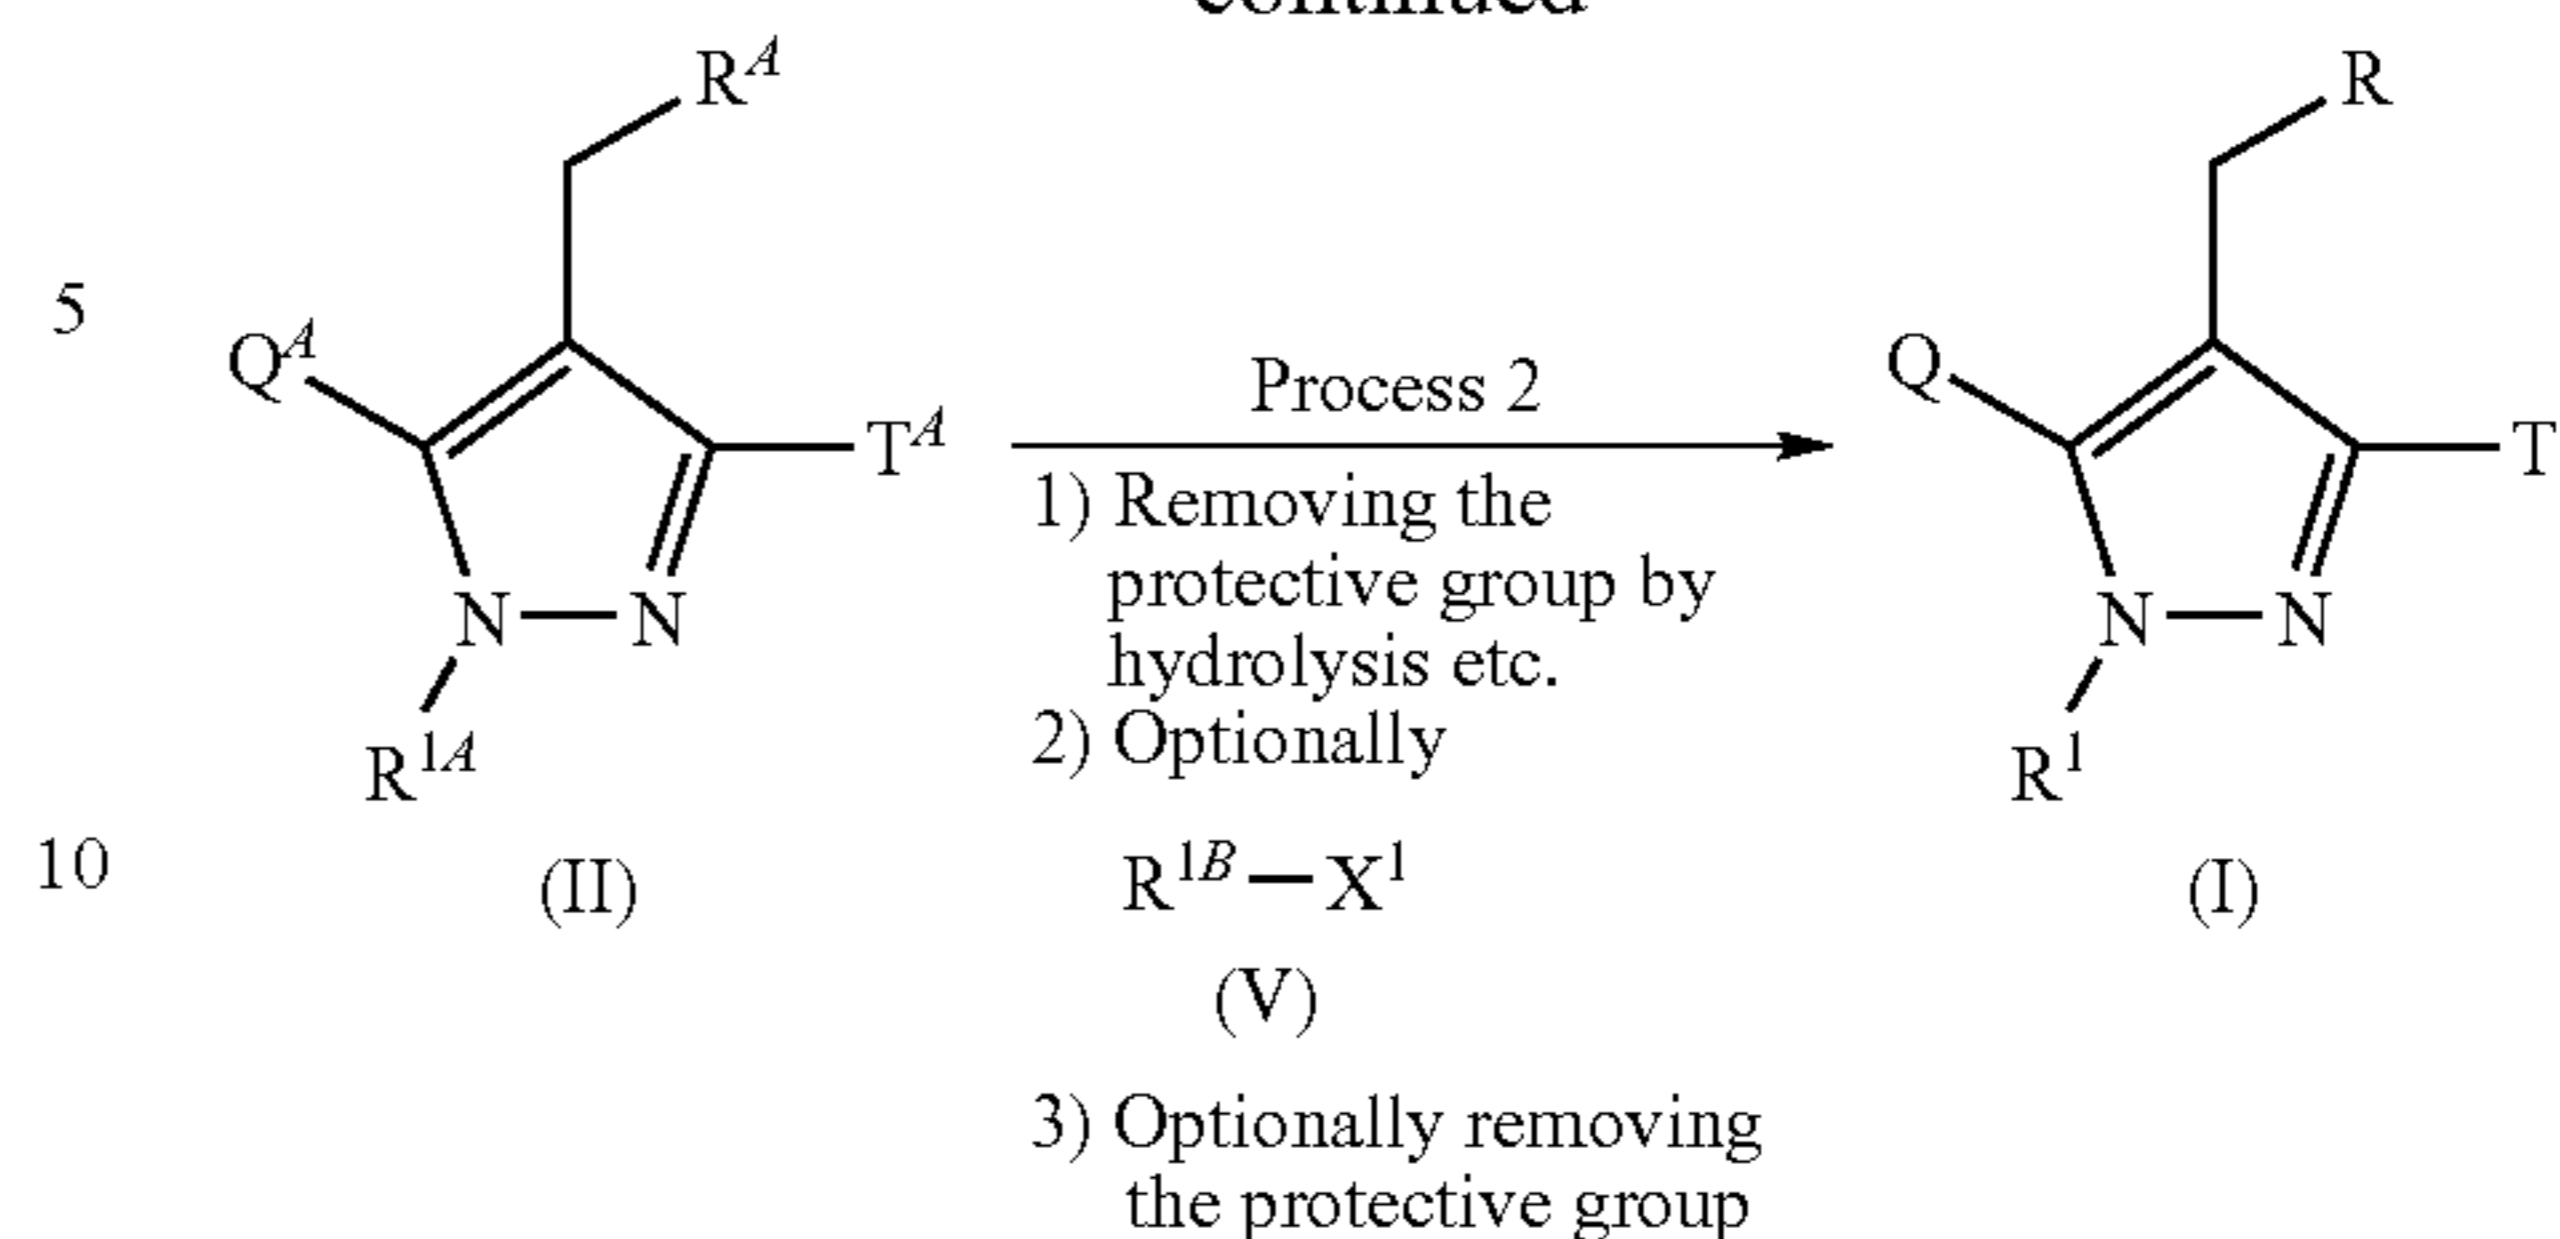 continued
R^A
R
5
Q^A
T^A
Process 2
Q
T
1) Removing the
protective group by
hydrolysis etc.
N N
N N
2) Optionally
R^1A
R^1
10
(II)
R^1B—X^1
(I)
(V)
3) Optionally removing
the protective group